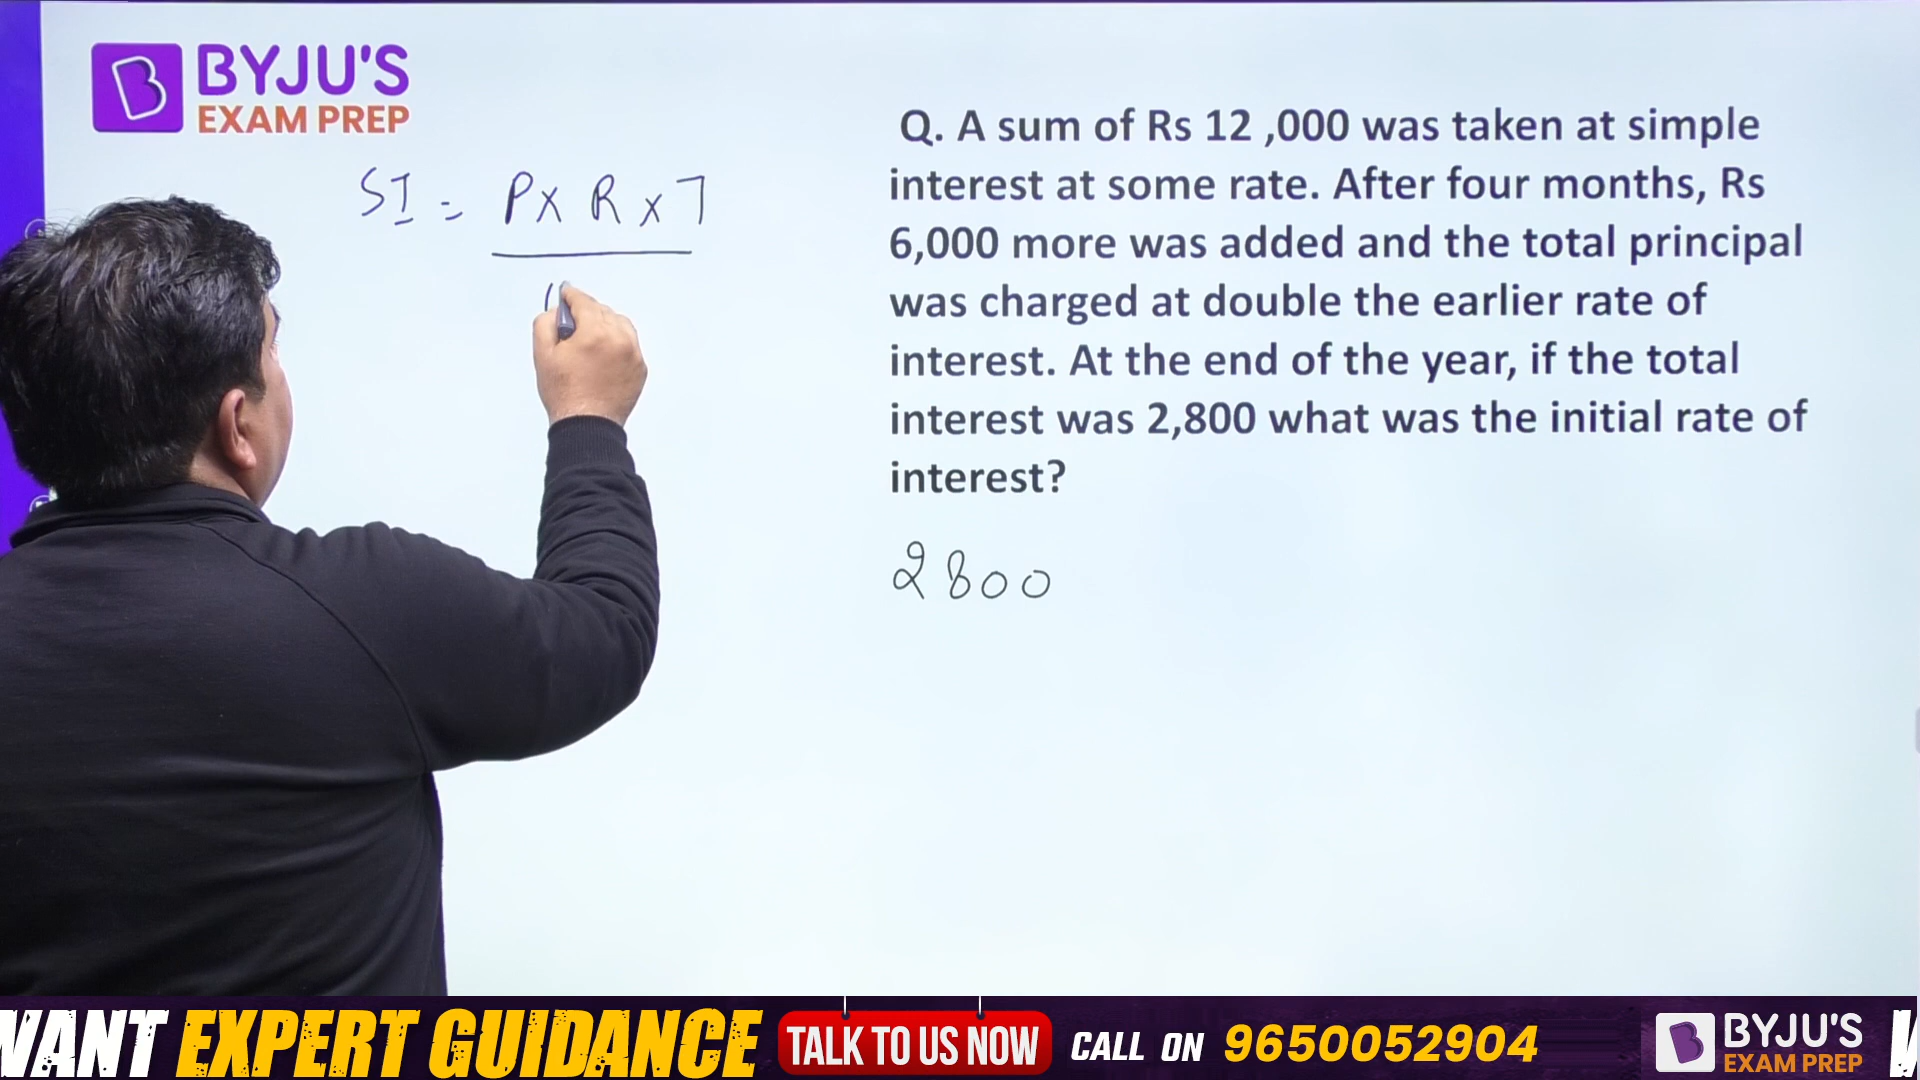 BYJU'S
EXAM PREP
SI = P x R x T
Q. A sum of Rs 12 ,000 was taken at simple
interest at some rate. After four months, Rs
6,000 more was added and the total principal
was charged at double the earlier rate of
interest. At the end of the year, if the total
interest was 2,800 what was the initial rate of
interest?
2800
WANT EXPERT GUIDANCE TALK TO US NOW CALL ON 9650052904
BYJU'S
EXAM PREP